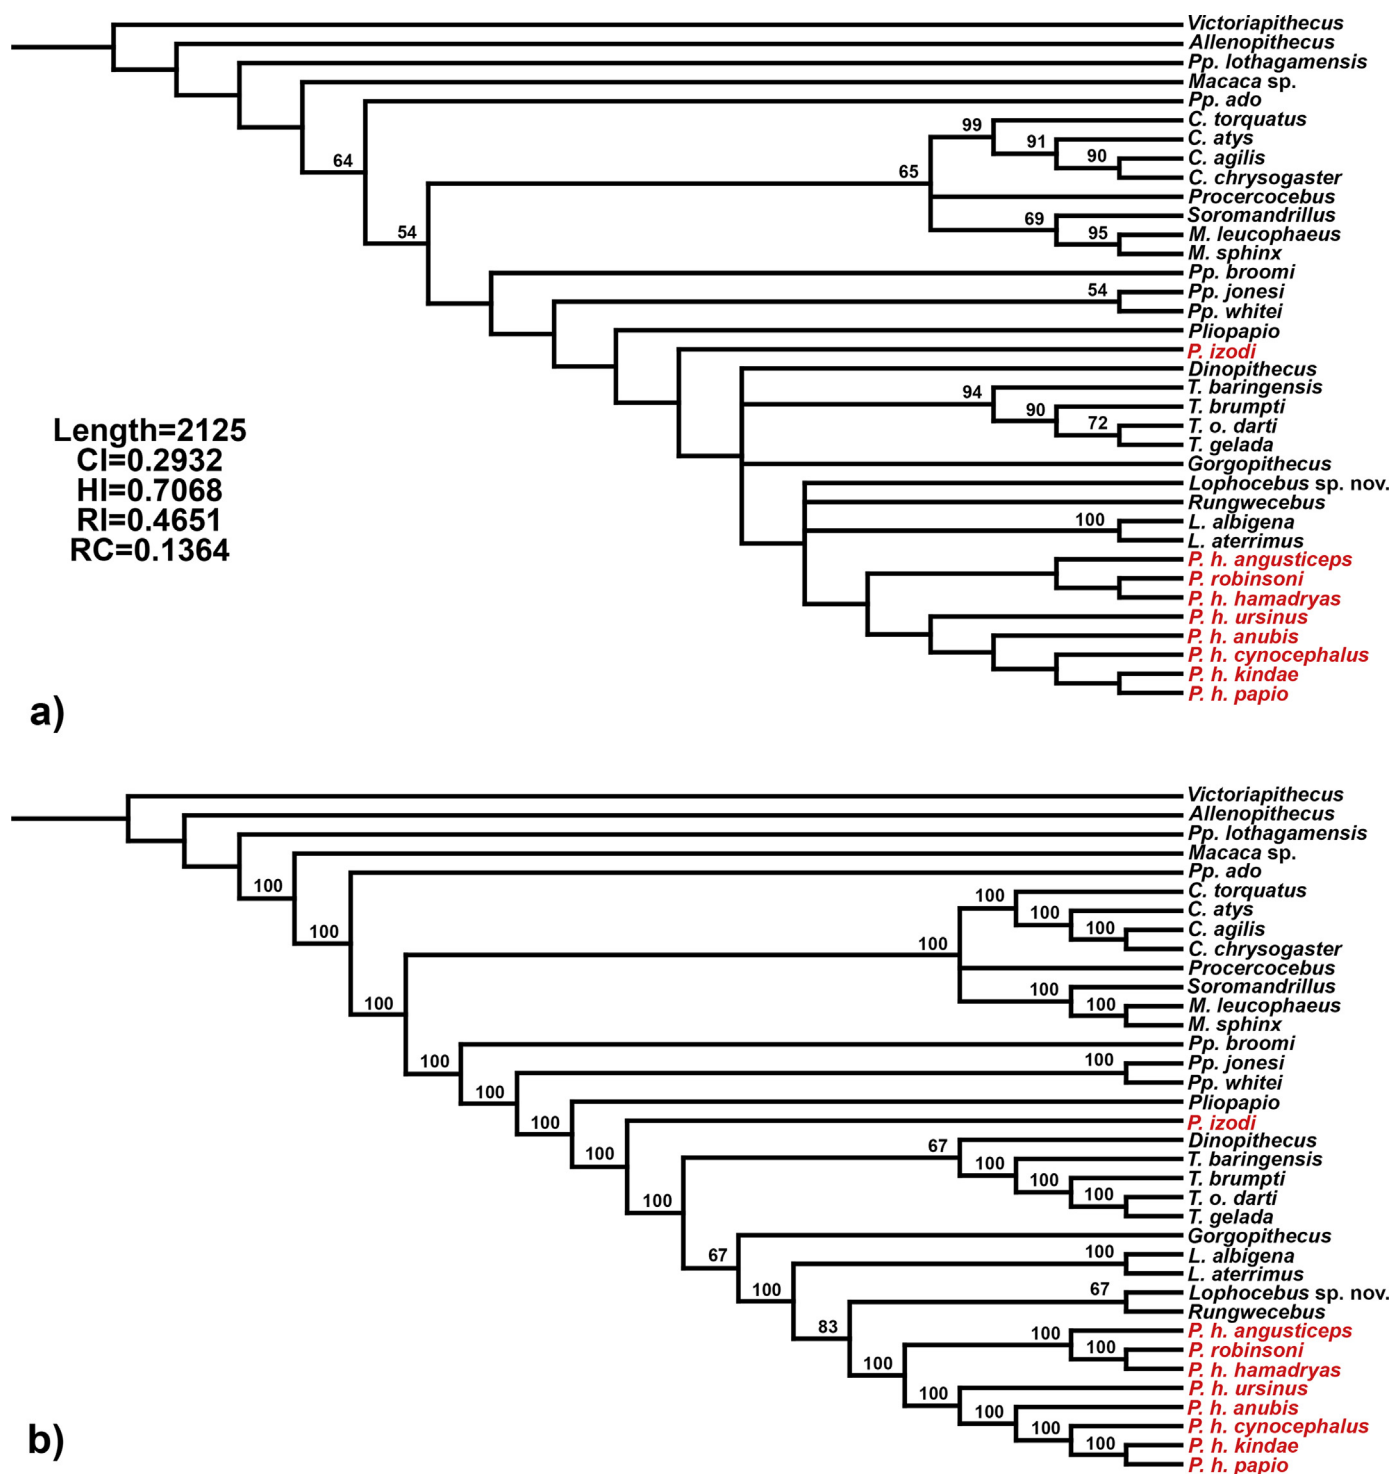 Victoriapithecus
Allenopithecus
Pp. lothagamensis
Macaca sp.
Pp. ado
C. torquatus
99
C. atys
91
C. agilis
90
C. chrysogaster
64
65
Procercocebus
Soromandrillus
69
M. leucophaeus
95
M. sphinx
54
Pp. broomi
Pp. jonesi
54
Pp. whitei
Pliopapio
P. izodi
Dinopithecus
T. baringensis
94
T. brumpti
90
T. o. darti
72
T. gelada
Gorgopithecus
Lophocebus sp. nov.
Rungwecebus
L. albigena
100
L. aterrimus
P. h. angusticeps
P. robinsoni
P. h. hamadryas
P. h. ursinus
P. h. anubis
P. h. cynocephalus
P. h. kindae
P. h. papio
Length=2125
CI=0.2932
HI=0.7068
RI=0.4651
RC=0.1364
a)
Victoriapithecus
Allenopithecus
Pp. lothagamensis
Macaca sp.
100
Pp. ado
100
C. torquatus
100
C. atys
100
C. agilis
100
C. chrysogaster
100
Procercocebus
Soromandrillus
100
M. leucophaeus
100
M. sphinx
100
Pp. broomi
100
Pp. jonesi
100
Pp. whitei
100
Pliopapio
100
P. izodi
100
Dinopithecus
67
T. baringensis
100
T. brumpti
100
T. o. darti
100
T. gelada
100
Gorgopithecus
67
L. albigena
100
L. aterrimus
100
Lophocebus sp. nov.
67
Rungwecebus
83
P. h. angusticeps
100
P. robinsoni
100
P. h. hamadryas
100
P. h. ursinus
100
P. h. anubis
100
P. h. cynocephalus
100
P. h. kindae
100
P. h. papio
b)